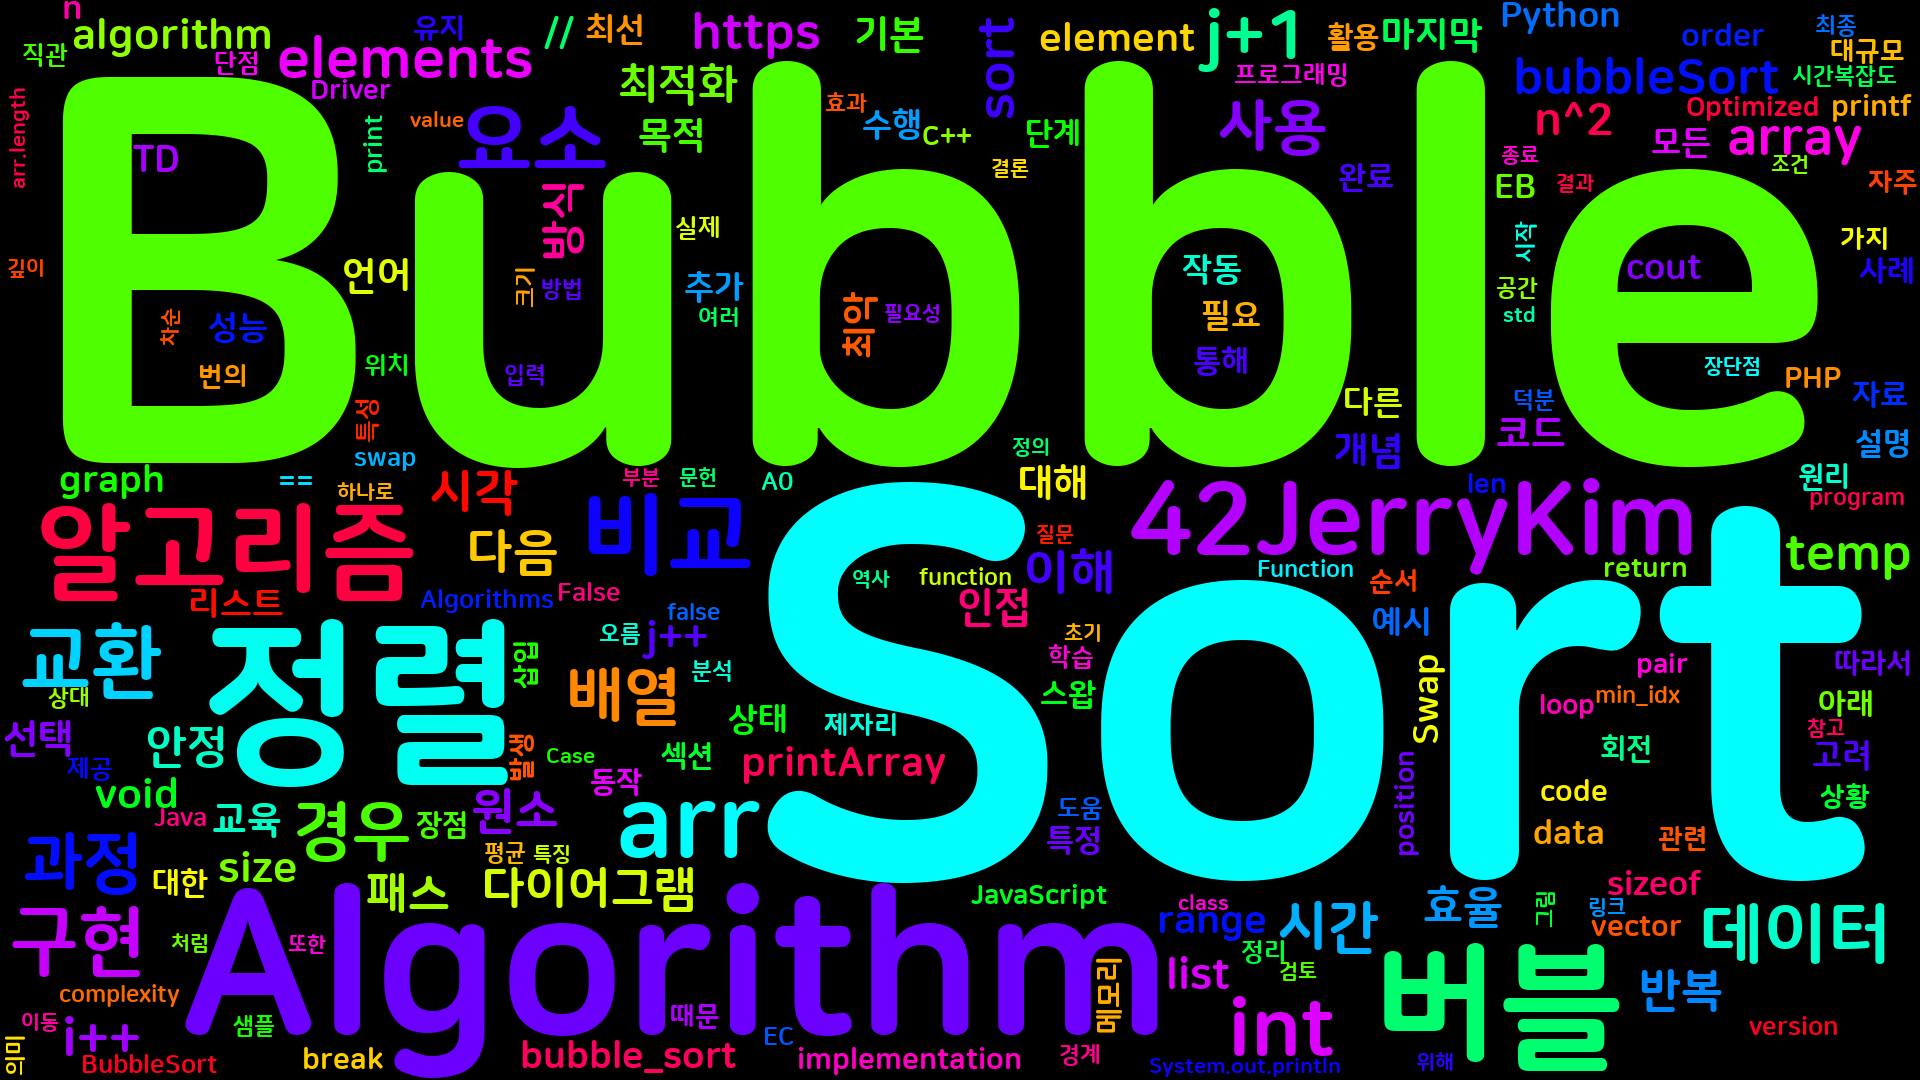 n
algorithm
직관
유지
단점
elements
Driver
//
최선
https
기본
sort
element
j+1
활용
마지막
프로그래밍
Python
order
최종
대규모
bubbleSort
시간복잡도
arr.length
print
value
요소
최적화
목적
효과
수행
C++
단계
결론
사용
완료
n^2
Optimized
printf
모든
array
종료
조건
EB
결과
자주
Bubble
TD
방식
실제
깊이
언어
크기
방법
추가
여러
최악
필요성
작동
필요
통해
시작
공간
std
cout
가지
사례
차순
성능
번의
위치
입력
특성
swap
다른
개념
덕분
코드
장단점
PHP
자료
설명
graph
==
하나로
시각
부분
문헌
A0
정의
대해
42JerryKim
len
원리
program
알고리즘
리스트
다음
비교
Algorithms
False
false
Sort
질문
이해
역사
function
인접
Function
순서
return
temp
예시
교환
상대
정렬
삽입
오름
j++
배열
분석
초기
학습
스왑
Swap
pair
따라서
loop
min_idx
아래
참고
선택
제공
안정
발생
Case
섹션
상태
제자리
동작
printArray
position
회전
고려
void
Java
교육
경우
장점
원소
arr
도움
특정
code
상황
data
관련
과정
대한
size
패스
평균
특징
다이어그램
JavaScript
class
range
시간
효율
그림
링크
sizeof
vector
데이터
구현
처럼
또한
Algorithm
정리
검토
complexity
이동
i++
샘플
의미
BubbleSort
break
bubble_sort
때문
EC
implementation
메모리
경계
list
int
System.out.println
버블
위해
반복
version